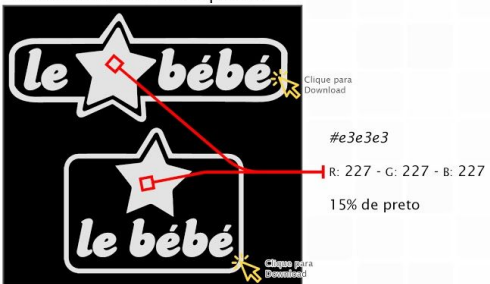 le bébé
Clique para
Download
#e3e3e3
R: 227 - G: 227 - B: 227
15% de preto
le bébé
Clique para
Download